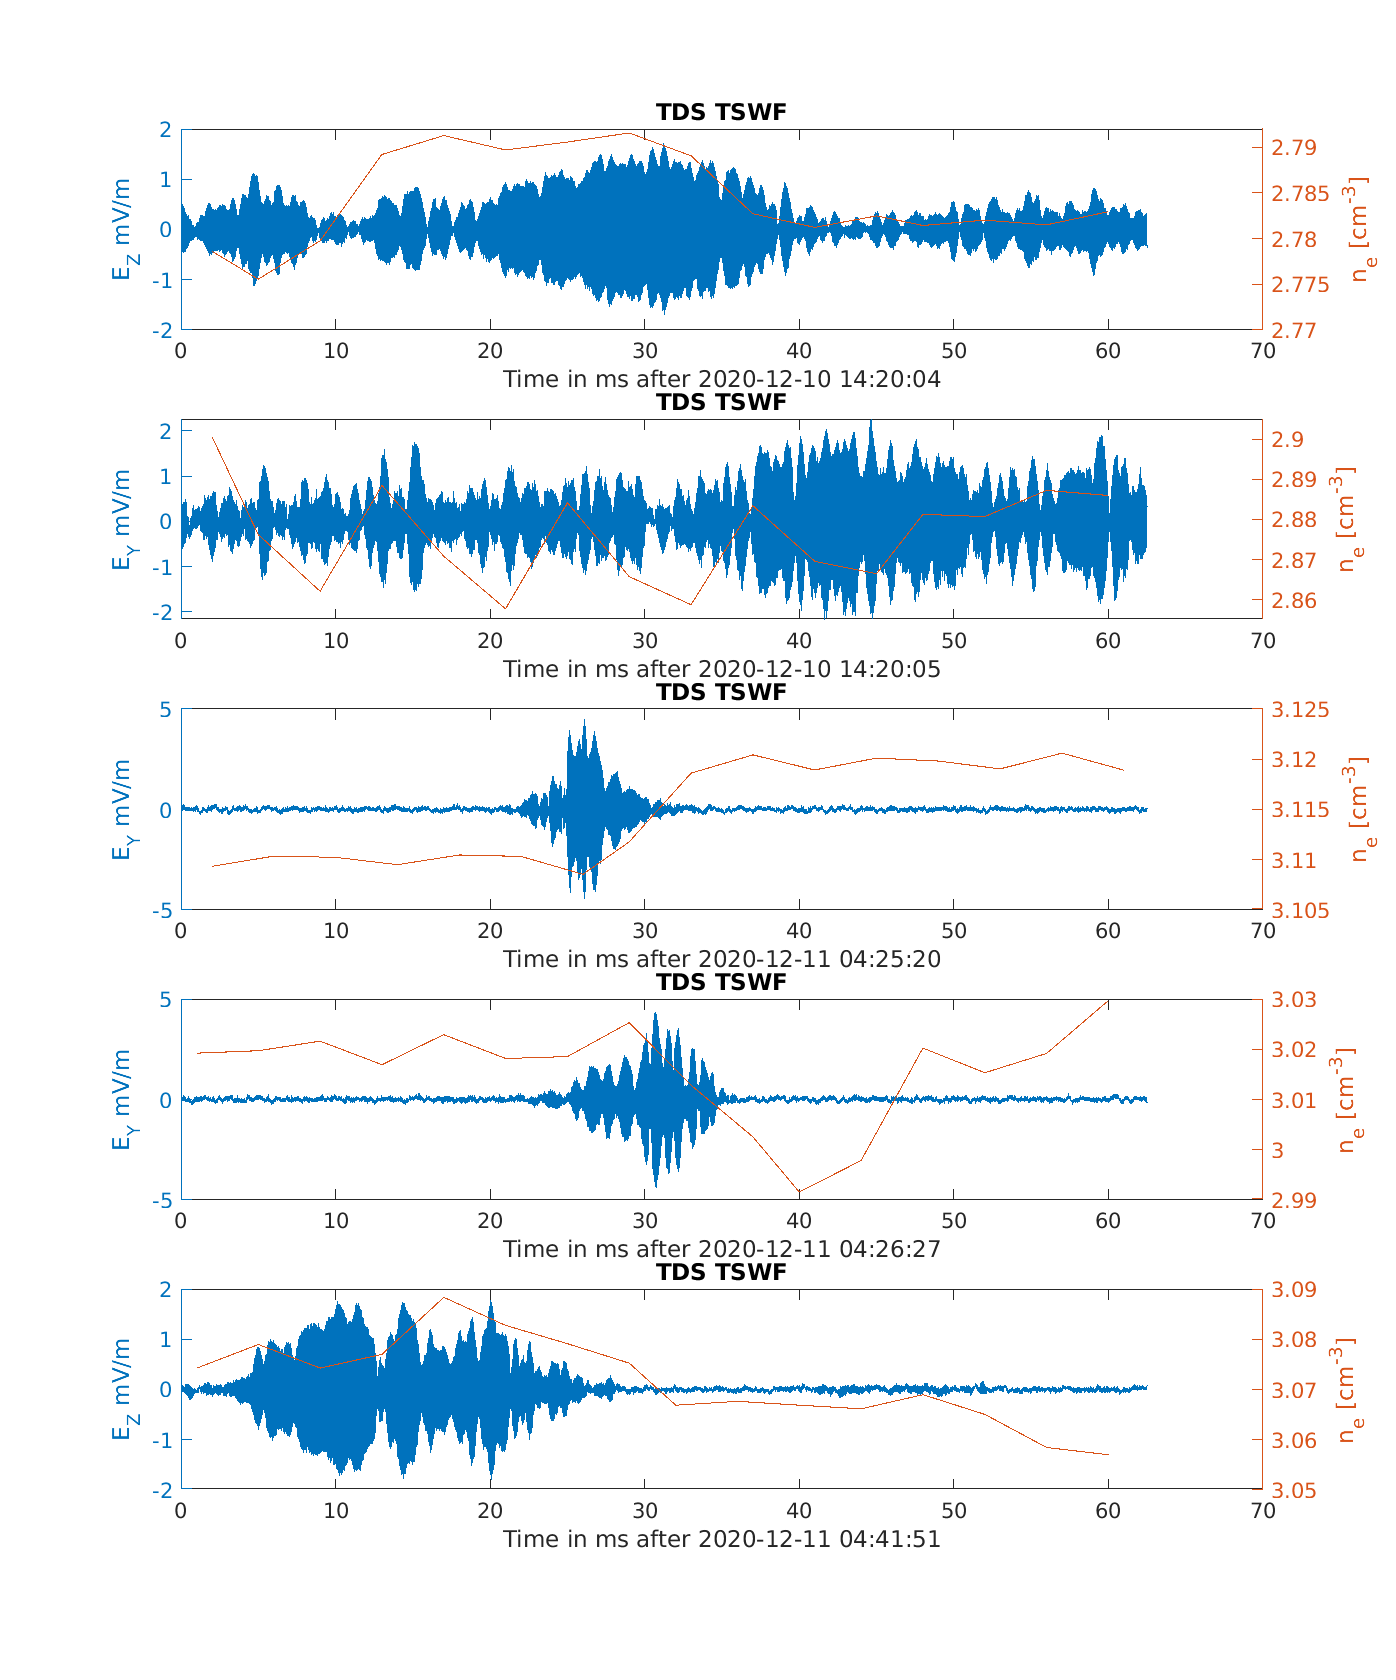 TDS TSWF
2
1
0
-1
-2
E_Z mV/m
2.79
2.785
2.78
2.775
2.77
n_e [cm^-3]
0 10 20 30 40 50 60 70
Time in ms after 2020-12-10 14:20:04
TDS TSWF
2
1
0
-1
-2
E_Y mV/m
2.9
2.89
2.88
2.87
2.86
n_e [cm^-3]
0 10 20 30 40 50 60 70
Time in ms after 2020-12-10 14:20:05
TDS TSWF
5
0
-5
E_Y mV/m
3.125
3.12
3.115
3.11
3.105
n_e [cm^-3]
0 10 20 30 40 50 60 70
Time in ms after 2020-12-11 04:25:20
TDS TSWF
5
0
-5
E_Y mV/m
3.03
3.02
3.01
3
2.99
n_e [cm^-3]
0 10 20 30 40 50 60 70
Time in ms after 2020-12-11 04:26:27
TDS TSWF
2
1
0
-1
-2
E_Z mV/m
3.09
3.08
3.07
3.06
3.05
n_e [cm^-3]
0 10 20 30 40 50 60 70
Time in ms after 2020-12-11 04:41:51